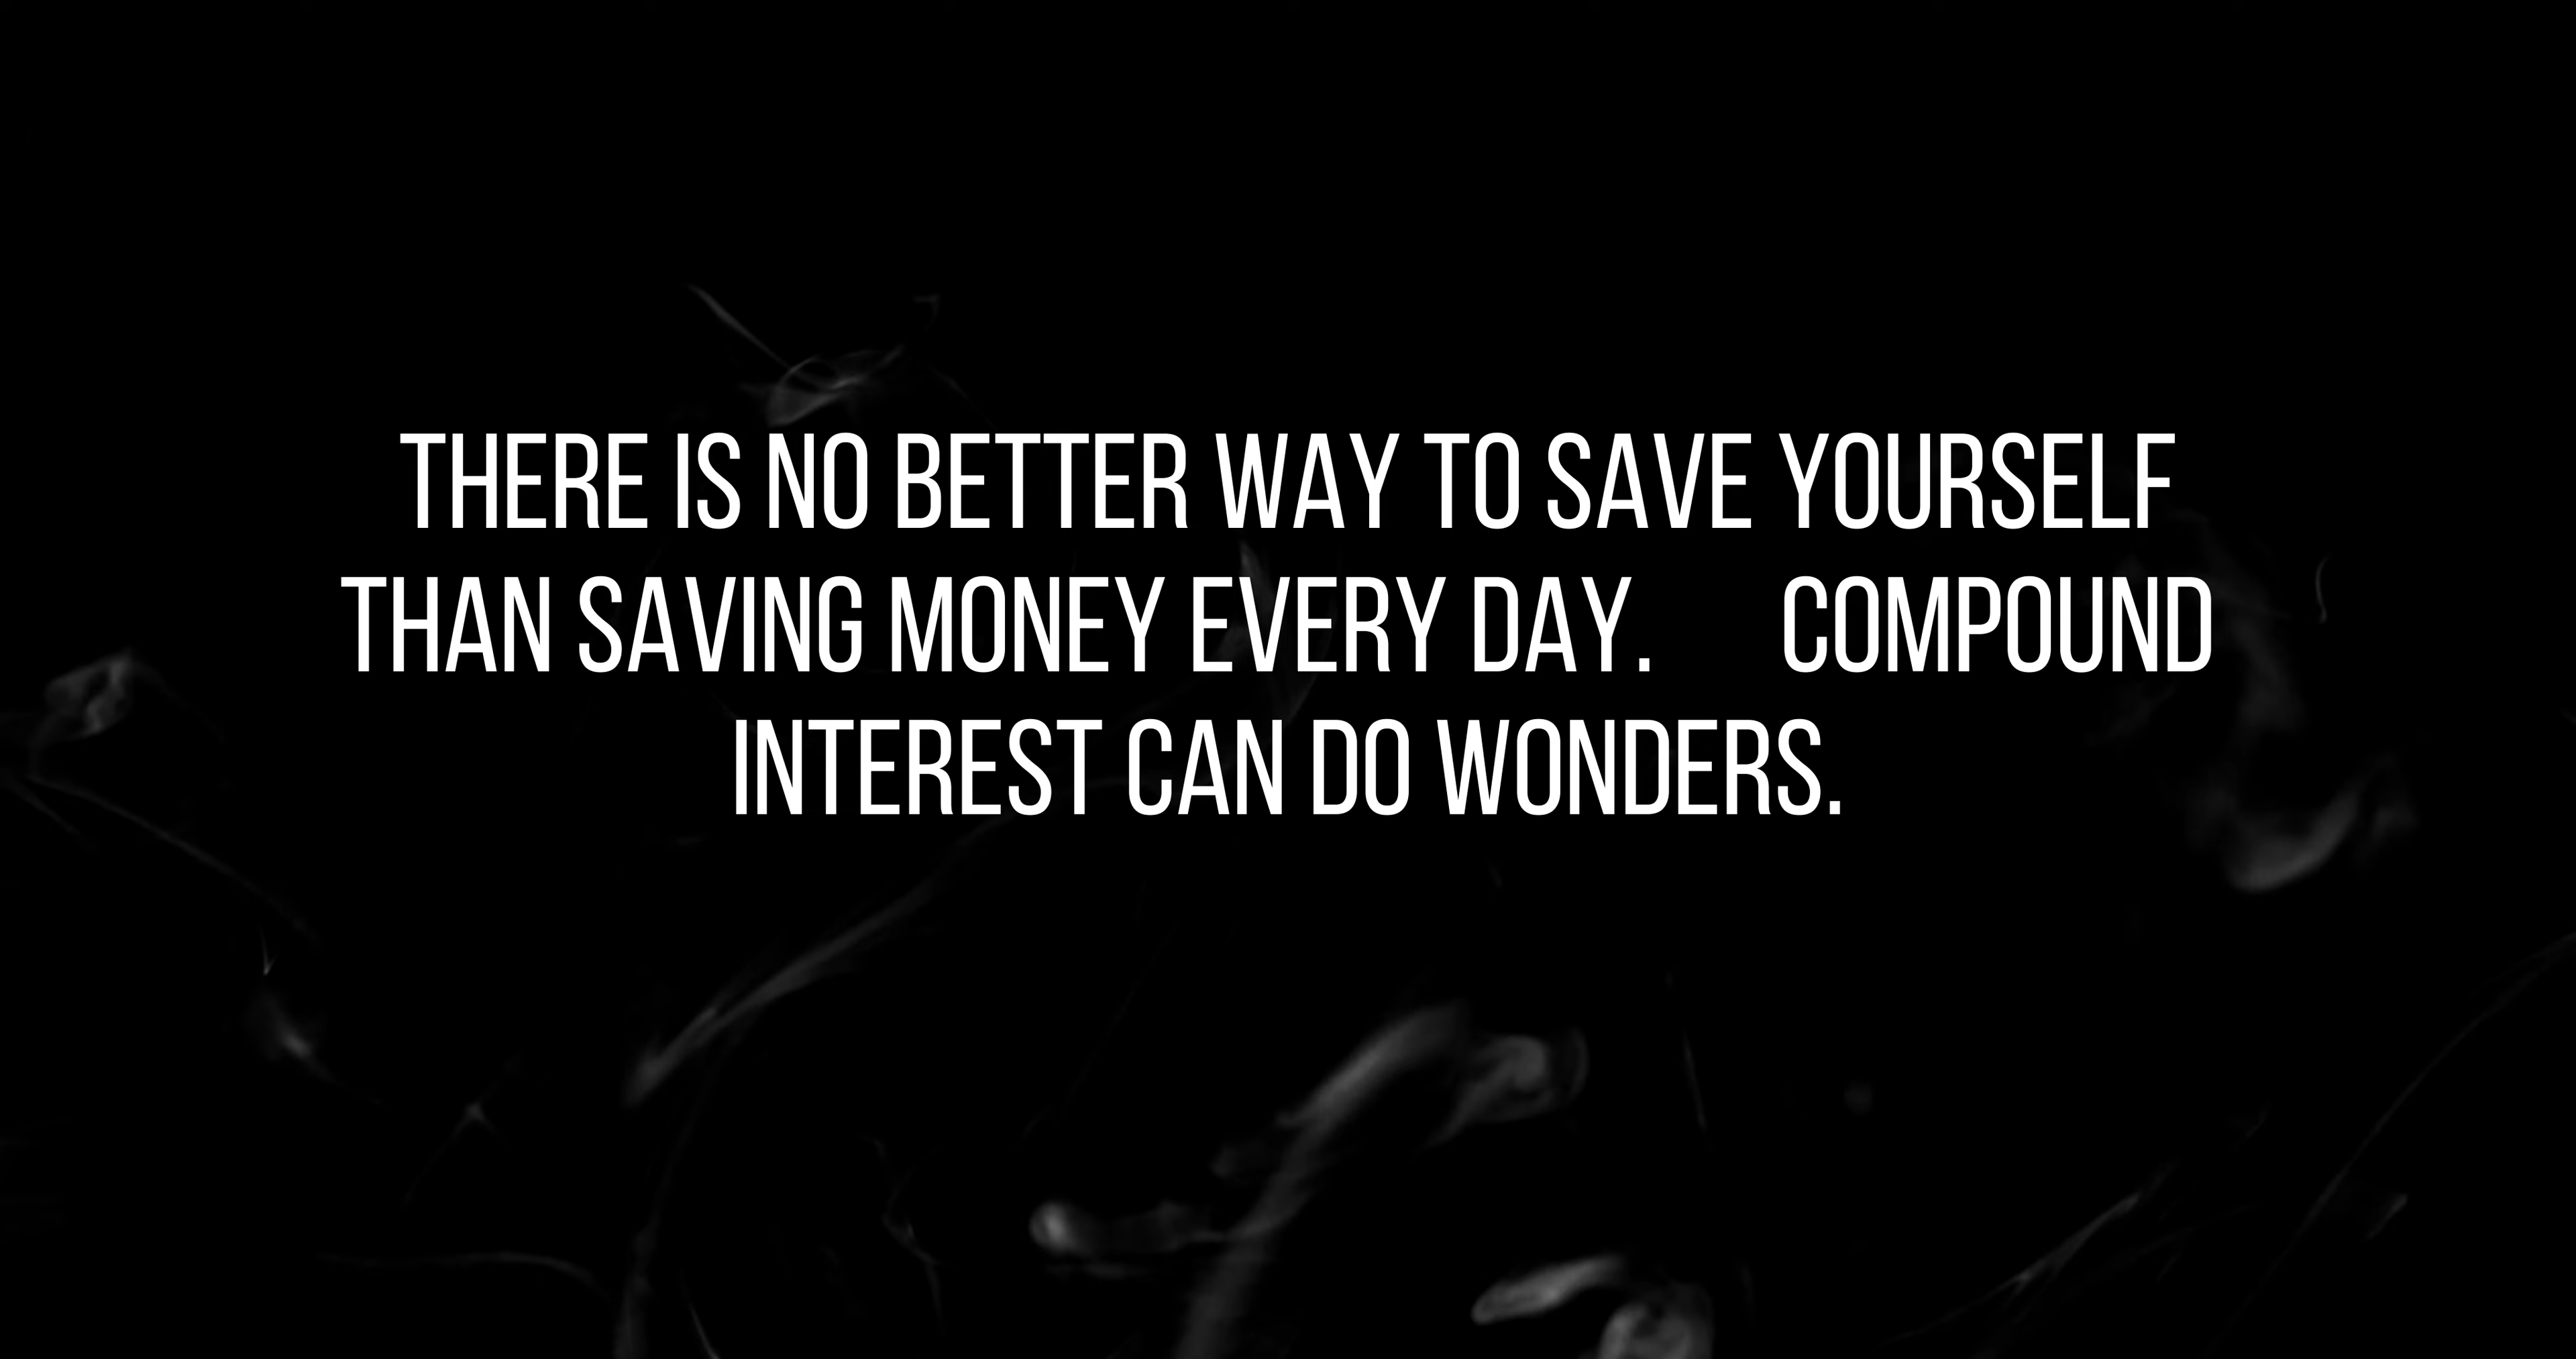 THERE IS NO BETTER WAY TO SAVE YOURSELF
THAN SAVING MONEY EVERY DAY. COMPOUND
INTEREST CAN DO WONDERS.